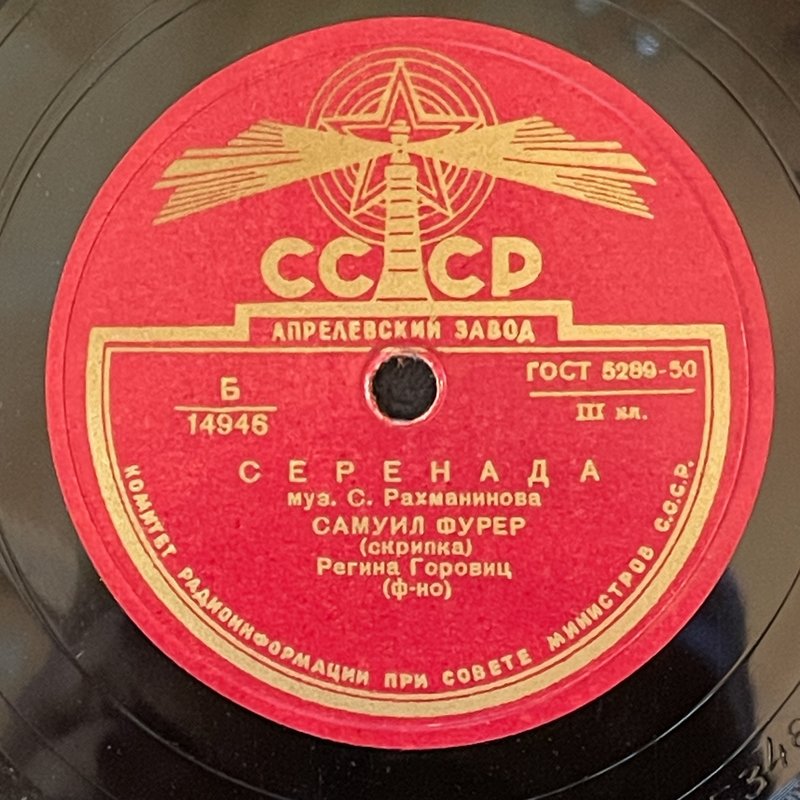 СССР
АПРЕЛЕВСКИЙ ЗАВОД
Б
14946
ГОСТ 5289-50
III кл.
СЕРЕНАДА
муз. С. Рахманинова
САМУИЛ ФУРЕР
(скрипка)
Регина Горовиц
(ф-но)
КОМИТЕТ РАДИОИНФОРМАЦИИ ПРИ СОВЕТЕ МИНИСТРОВ С.С.С.Р.